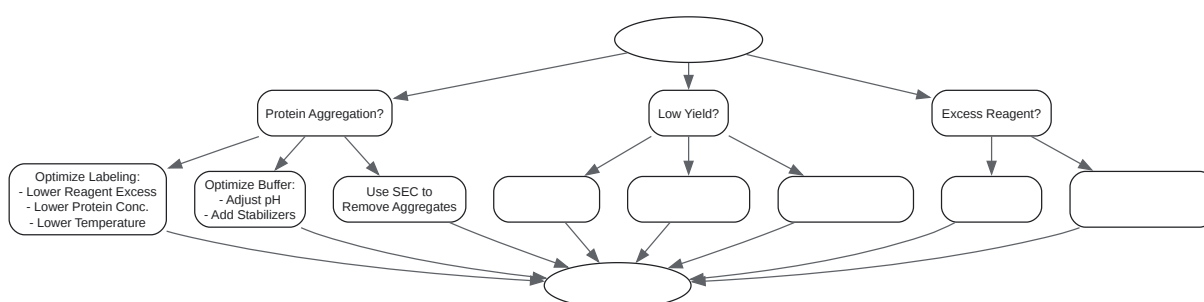 Protein Aggregation?
Low Yield?
Excess Reagent?
Optimize Labeling:
- Lower Reagent Excess
- Lower Protein Conc.
- Lower Temperature
Optimize Buffer:
- Adjust pH
- Add Stabilizers
Use SEC to
Remove Aggregates